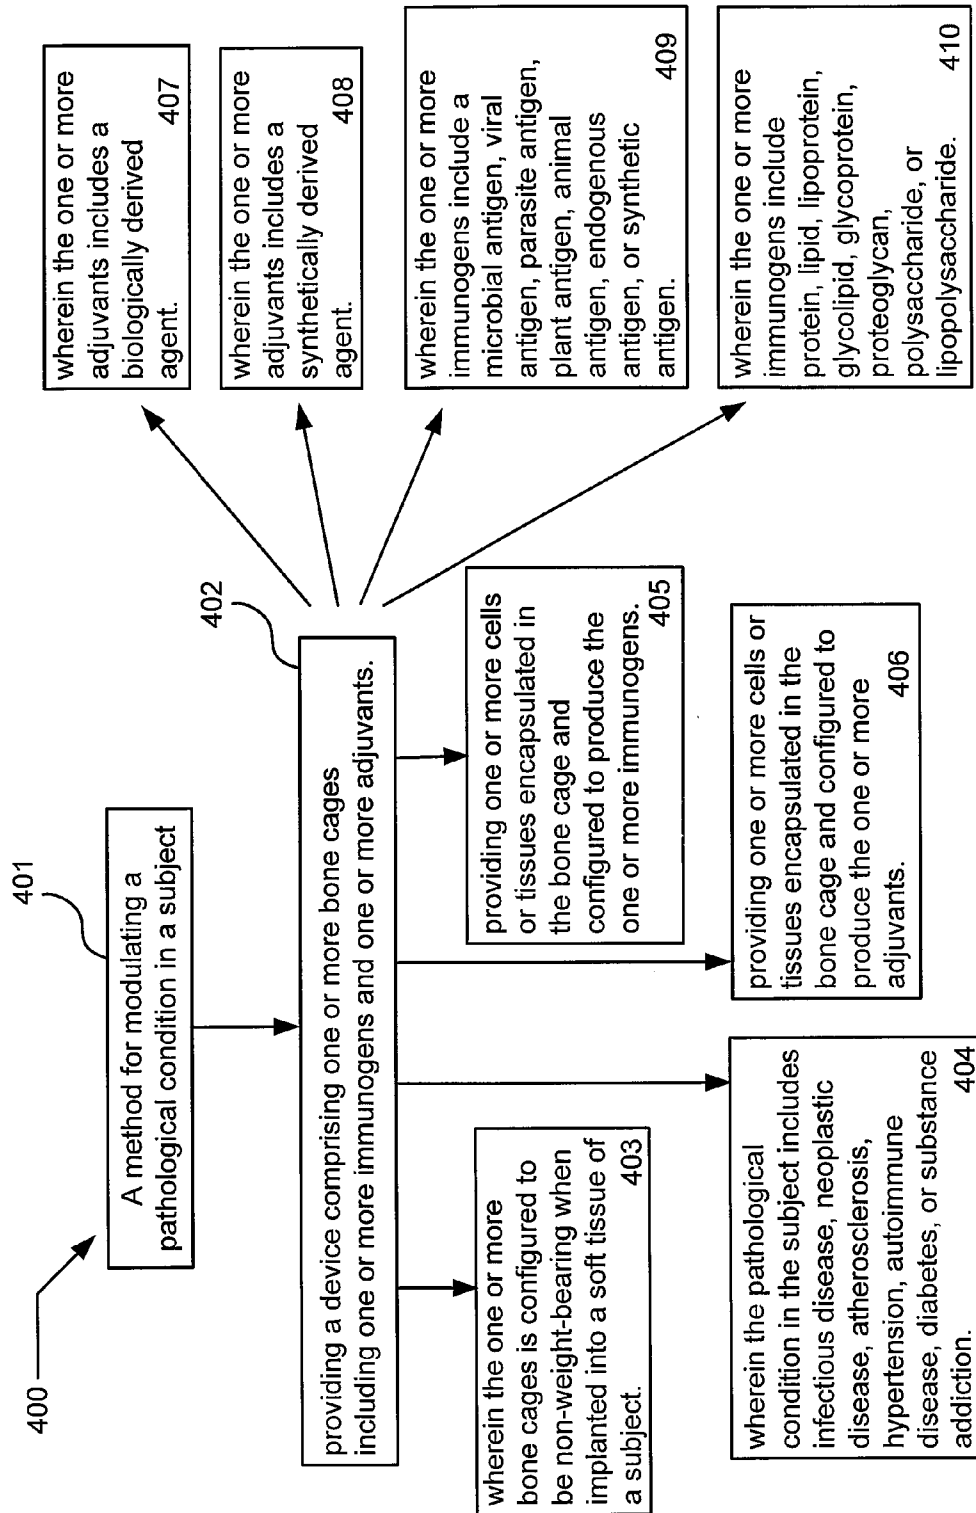 400
401
A method for modulating a
pathological condition in a subject
402
providing a device comprising one or more bone cages
including one or more immunogens and one or more adjuvants.
wherein the one or more
bone cages is configured to
be non-weight-bearing when
implanted into a soft tissue of
a subject.
403
wherein the pathological
condition in the subject includes
infectious disease, neoplastic
disease, atherosclerosis,
hypertension, autoimmune
disease, diabetes, or substance
addiction.
404
providing one or more cells
or tissues encapsulated in
the bone cage and
configured to produce the
one or more immunogens.
405
providing one or more cells or
tissues encapsulated in the
bone cage and configured to
produce the one or more
adjuvants.
406
wherein the one or more
adjuvants includes a
biologically derived
agent.
407
wherein the one or more
adjuvants includes a
synthetically derived
agent.
408
wherein the one or more
immunogens include a
microbial antigen, viral
antigen, parasite antigen,
plant antigen, animal
antigen, endogenous
antigen, or synthetic
antigen.
409
wherein the one or more
immunogens include
protein, lipid, lipoprotein,
glycolipid, glycoprotein,
proteoglycan,
polysaccharide, or
lipopolysaccharide.
410